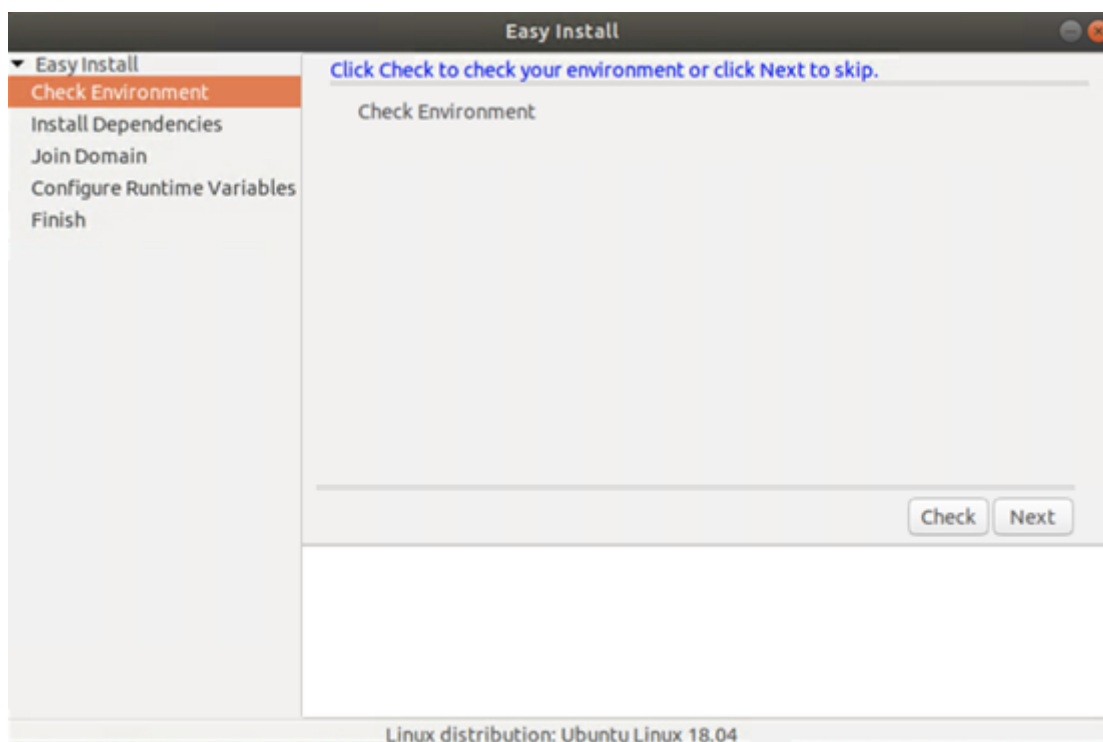 Easy Install
Easy Install
Check Environment
Install Dependencies
Join Domain
Configure Runtime Variables
Finish
Click Check to check your environment or click Next to skip.
Check Environment
Check
Next
Linux distribution: Ubuntu Linux 18.04